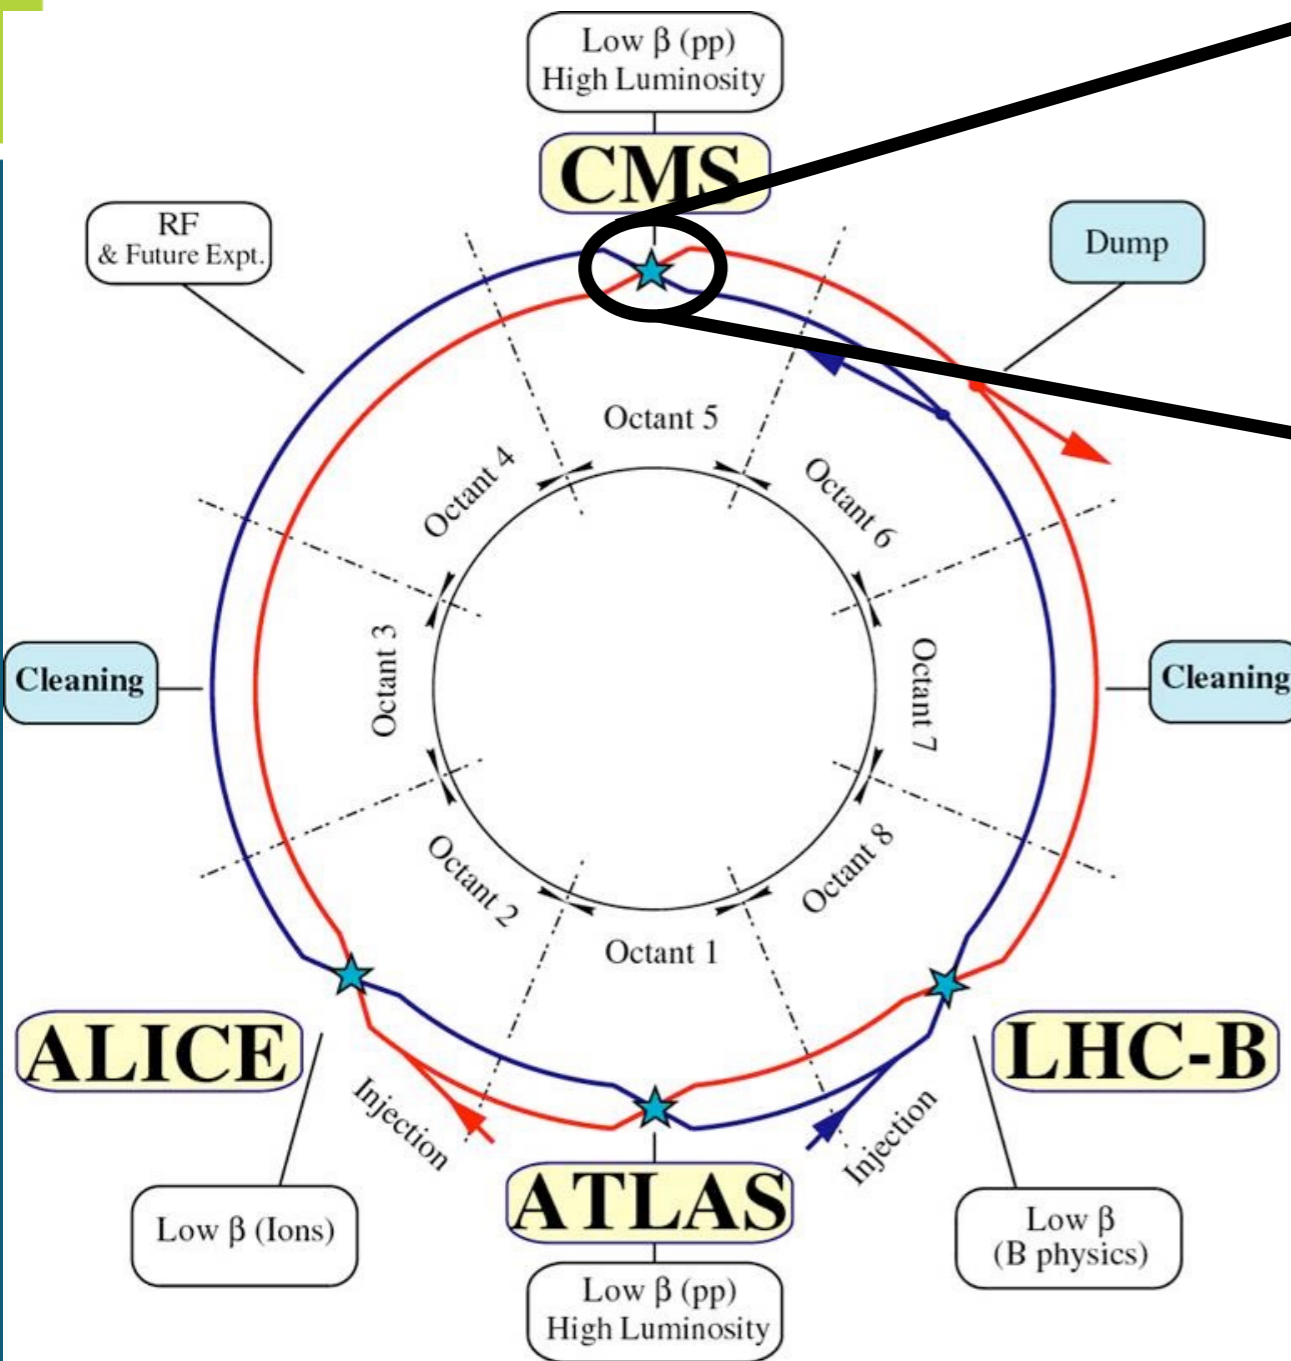 Low β (pp)
High Luminosity
CMS
RF
& Future Expt.
Dump
Octant 5
Octant 4
Octant 6
Octant 3
Octant 7
Cleaning
Cleaning
Octant 2
Octant 8
Octant 1
ALICE
LHC-B
Injection
Injection
ATLAS
Low β (Ions)
Low β
(B physics)
Low β (pp)
High Luminosity